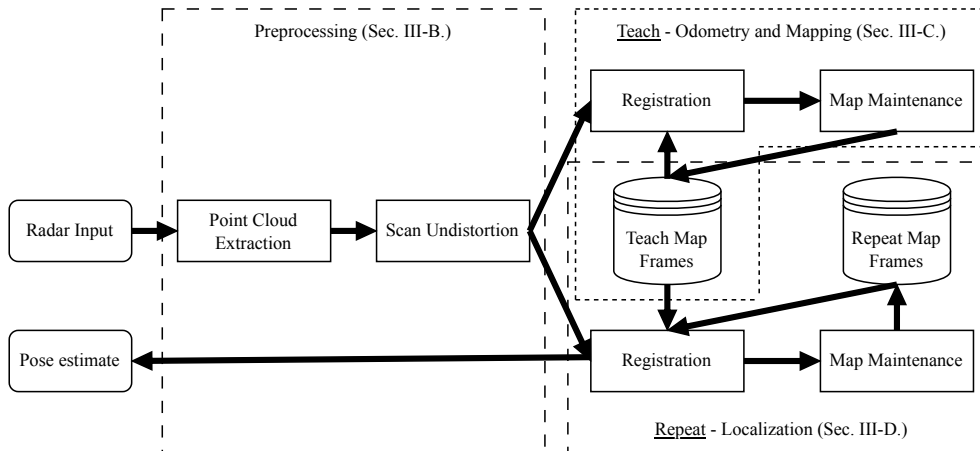 Preprocessing (Sec. III-B.)
Teach - Odometry and Mapping (Sec. III-C.)
Registration
Map Maintenance
Radar Input
Point Cloud
Extraction
Scan Undistortion
Teach Map
Frames
Repeat Map
Frames
Pose estimate
Registration
Map Maintenance
Repeat - Localization (Sec. III-D.)